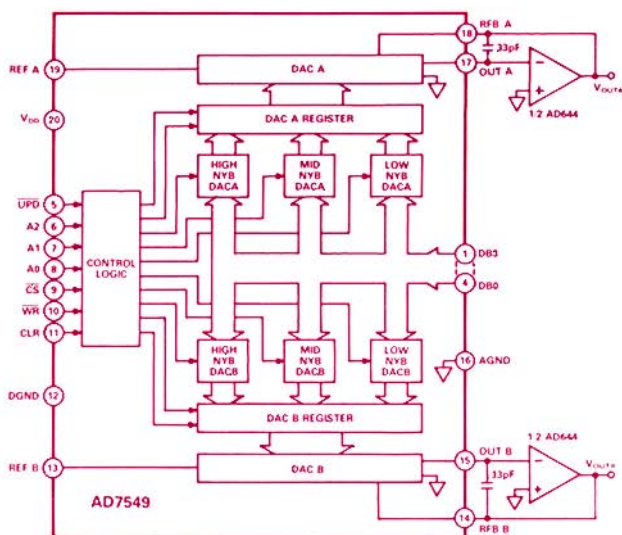 RFB A
18
33pF
REF A
19
DAC A
17
OUT A
VOUTA
1/2 AD644
VDD
20
DAC A REGISTER
HIGH
NYB
DACA
MID
NYB
DACA
LOW
NYB
DACA
UPD
5
A2
6
A1
7
A0
8
CS
9
WR
10
CLR
11
CONTROL
LOGIC
1
DB3
4
DB0
HIGH
NYB
DACB
MID
NYB
DACB
LOW
NYB
DACB
16
AGND
DGND
12
DAC B REGISTER
1/2 AD644
REF B
13
DAC B
15
OUT B
33pF
VOUTB
AD7549
14
RFB B